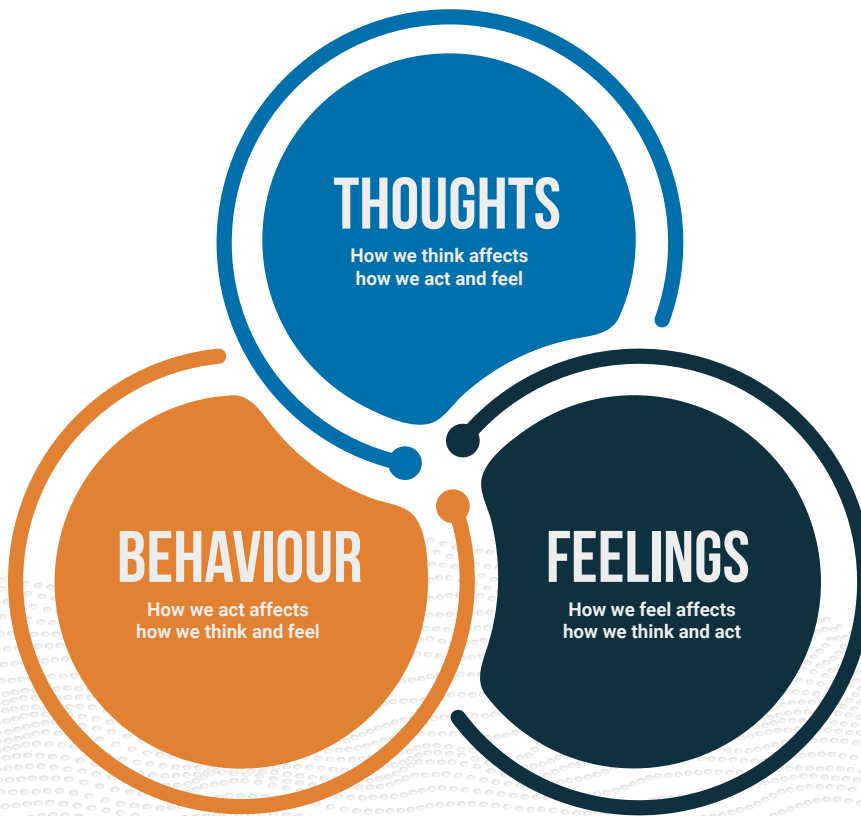 THOUGHTS
How we think affects
how we act and feel
BEHAVIOUR
How we act affects
how we think and feel
FEELINGS
How we feel affects
how we think and act